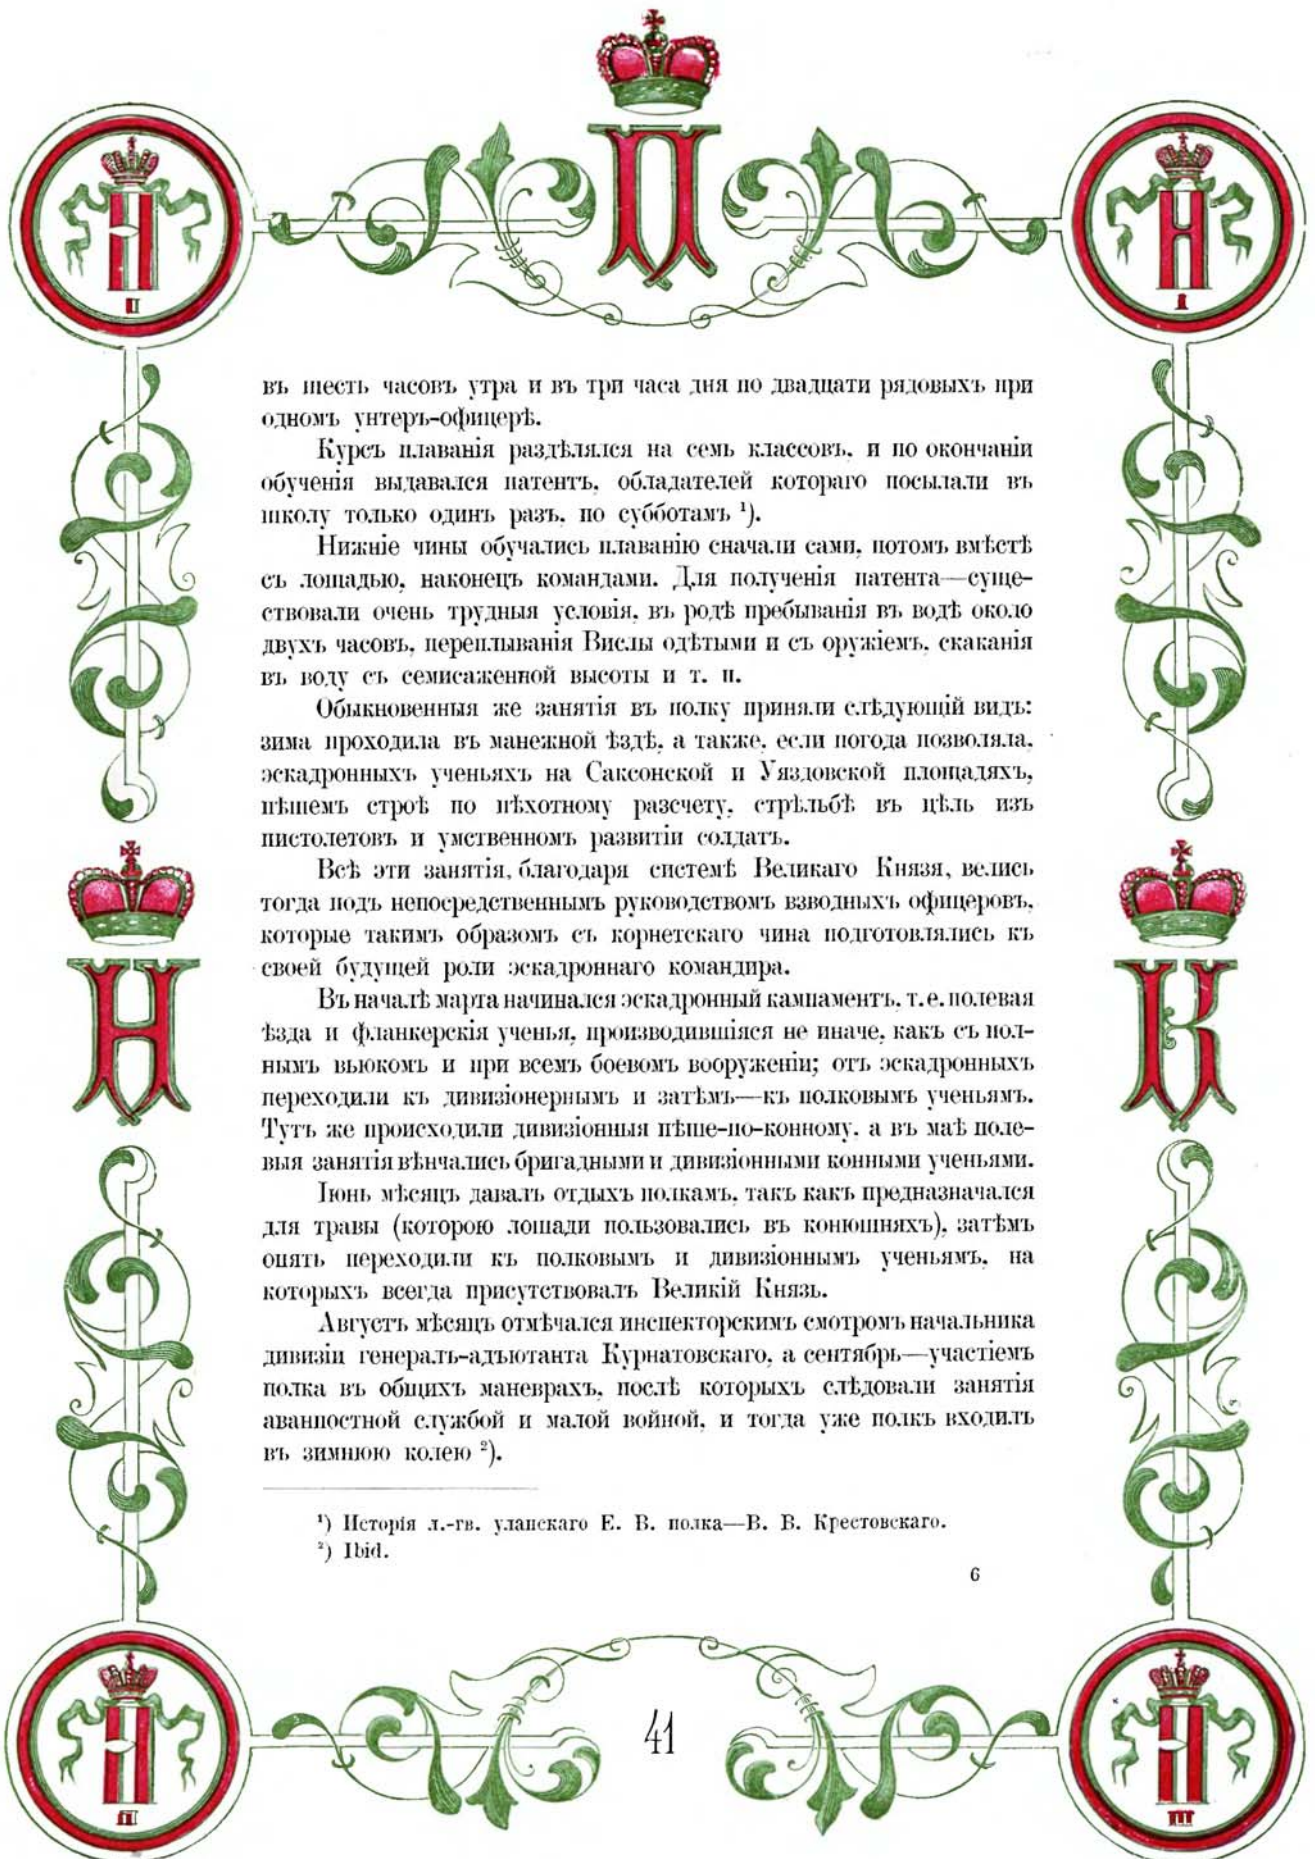 въ шесть часовъ утра и въ три часа дня по двадцати рядовыхъ при
одномъ унтеръ-офицерѣ.
Курсъ плаванія раздѣлялся на семь классовъ, и по окончаніи
обученія выдавался патентъ, обладателей котораго посылали въ
школу только одинъ разъ, по субботамъ ¹).
Нижніе чины обучались плаванію сначали сами, потомъ вмѣстѣ
съ лошадью, наконецъ командами. Для полученія патента—суще-
ствовали очень трудныя условія, въ родѣ пребыванія въ водѣ около
двухъ часовъ, переплыванія Вислы одѣтыми и съ оружіемъ, скаканія
въ воду съ семисаженной высоты и т. п.
Обыкновенныя же занятія въ полку приняли слѣдующій видъ:
зима проходила въ манежной ѣздѣ, а также, если погода позволяла,
эскадронныхъ ученьяхъ на Саксонской и Уяздовской площадяхъ,
пѣшемъ строѣ по пѣхотному разсчету, стрѣльбѣ въ цѣль изъ
пистолетовъ и умственномъ развитіи солдатъ.
Всѣ эти занятія, благодаря системѣ Великаго Князя, велись
тогда подъ непосредственнымъ руководствомъ взводныхъ офицеровъ,
которые такимъ образомъ съ корнетскаго чина подготовлялись къ
своей будущей роли эскадроннаго командира.
Въ началѣ марта начинался эскадронный кампаментъ, т. е. полевая
ѣзда и фланкерскія ученья, производившіяся не иначе, какъ съ пол-
нымъ вьюкомъ и при всемъ боевомъ вооруженіи; отъ эскадронныхъ
переходили къ дивизіонернымъ и затѣмъ—къ полковымъ ученьямъ.
Тутъ же происходили дивизіонныя пѣше-по-конному, а въ маѣ поле-
выя занятія вѣнчались бригадными и дивизіонными конными ученьями.
Іюнь мѣсяцъ давалъ отдыхъ полкамъ, такъ какъ предназначался
для травы (которою лошади пользовались въ конюшняхъ), затѣмъ
опять переходили къ полковымъ и дивизіоннымъ ученьямъ, на
которыхъ всегда присутствовалъ Великій Князь.
Августъ мѣсяцъ отмѣчался инспекторскимъ смотромъ начальника
дивизіи генералъ-адъютанта Курнатовскаго, а сентябрь—участіемъ
полка въ общихъ маневрахъ, послѣ которыхъ слѣдовали занятія
аванпостной службой и малой войной, и тогда уже полкъ входилъ
въ зимнюю колею ²).
¹) Исторія л.-гв. уланскаго Е. В. полка—В. В. Крестовскаго.
²) Ibid.
6
41